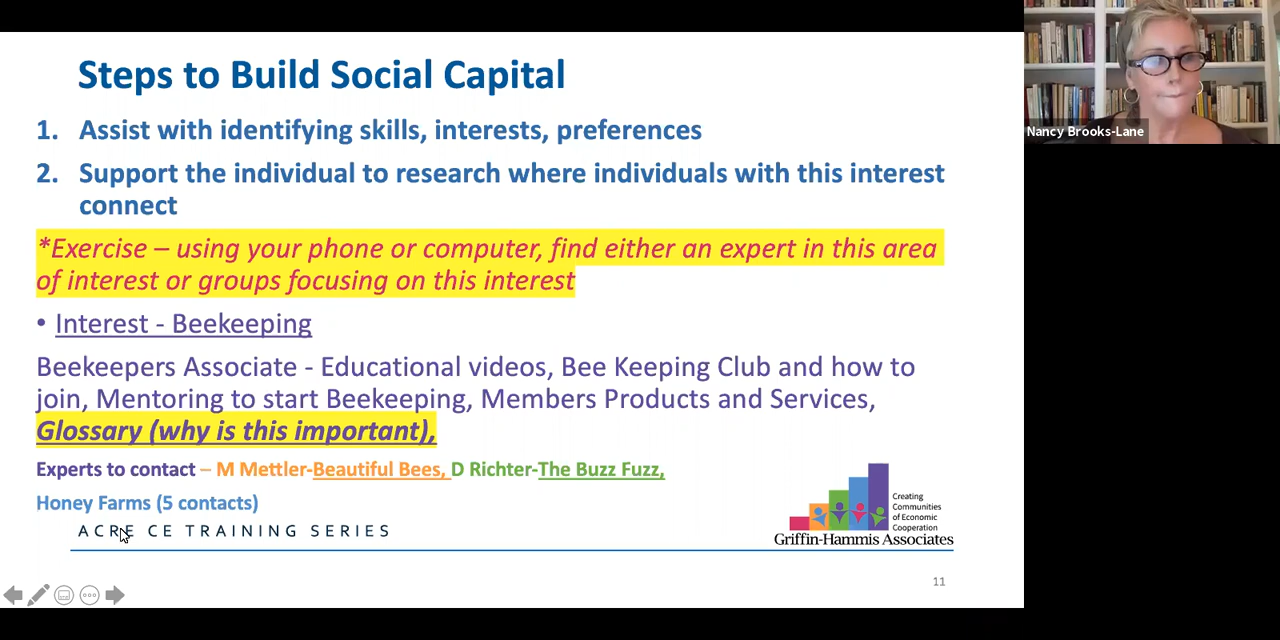 Steps to Build Social Capital
1. Assist with identifying skills, interests, preferences
2. Support the individual to research where individuals with this interest
connect
*Exercise – using your phone or computer, find either an expert in this area
of interest or groups focusing on this interest
• Interest - Beekeeping
Beekeepers Associate - Educational videos, Bee Keeping Club and how to
join, Mentoring to start Beekeeping, Members Products and Services,
Glossary (why is this important),
Experts to contact – M Mettler-Beautiful Bees, D Richter-The Buzz Fuzz,
Honey Farms (5 contacts)
ACRE CE TRAINING SERIES
Creating
Communities
of Economic
Cooperation
Griffin-Hammis Associates
11
Nancy Brooks-Lane